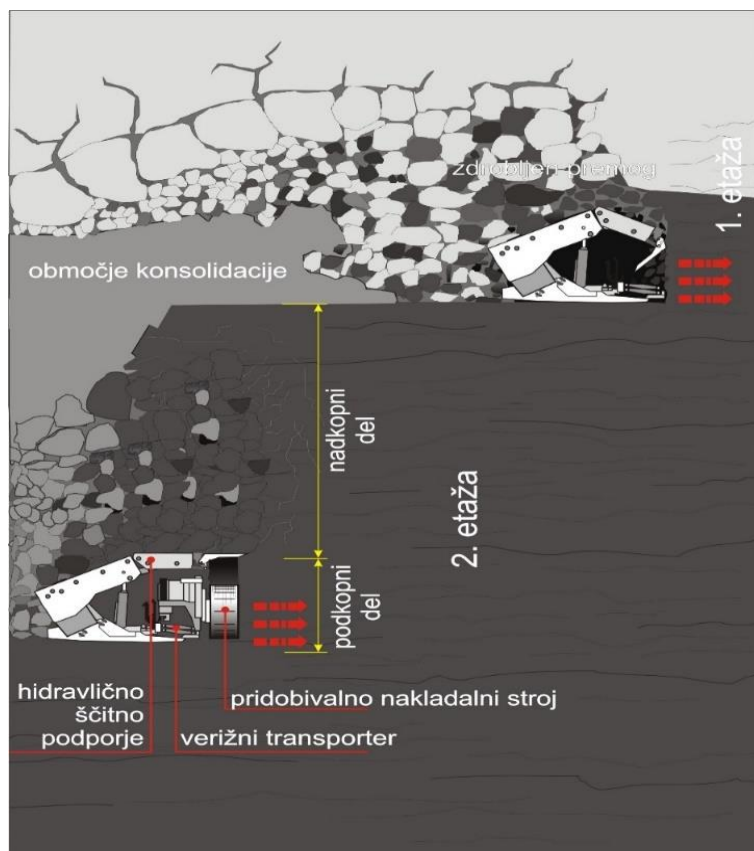 zdrobljen premog
1. etaža
območje konsolidacije
nadkopni
del
2. etaža
podkopni
del
hidravlično
ščitno
podporje
pridobivalno nakladalni stroj
verižni transporter